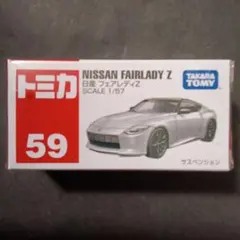 トミカ
59
NISSAN FAIRLADY Z
日産 フェアレディZ
SCALE 1/57
TAKARA
TOMY
サスペンション